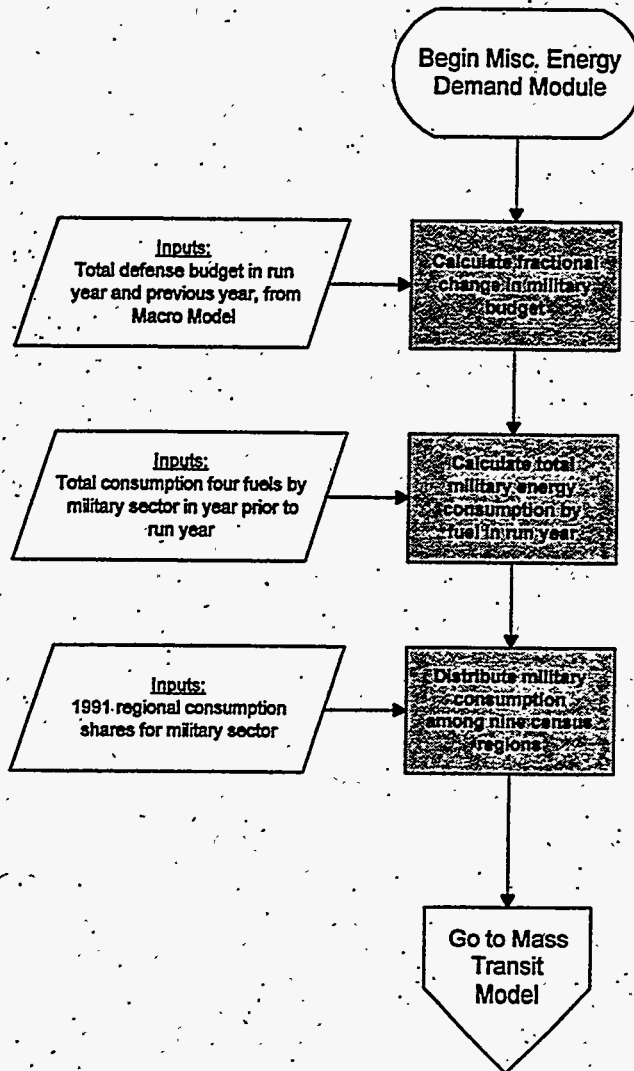 Begin Misc. Energy
Demand Module
Inputs:
Total defense budget in run
year and previous year, from
Macro Model
Calculate fractional
change in military
budget
Inputs:
Total consumption four fuels by
military sector in year prior to
run year
Calculate total
military energy
consumption by
fuel in run year
Inputs:
1991 regional consumption
shares for military sector
Distribute military
consumption
among nine census
regions
Go to Mass
Transit
Model